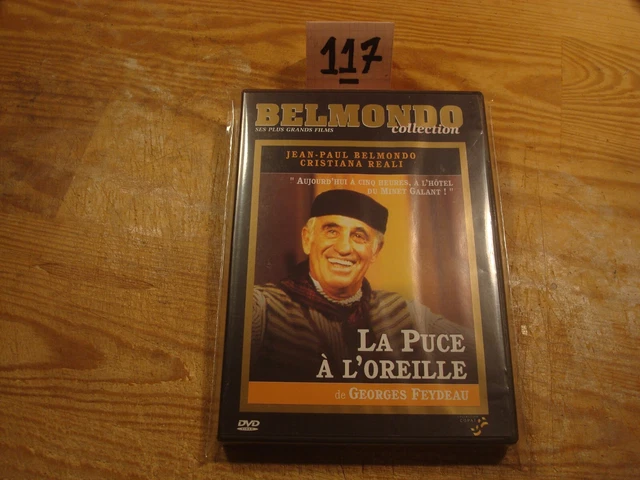 117
BELMONDO
SES PLUS GRANDS FILMS
collection
JEAN-PAUL BELMONDO
CRISTIANA REALI
" AUJOURD'HUI À CINQ HEURES, À L'HÔTEL
DU MINET GALANT ! "
LA PUCE
À L'OREILLE
de GEORGES FEYDEAU
DVD